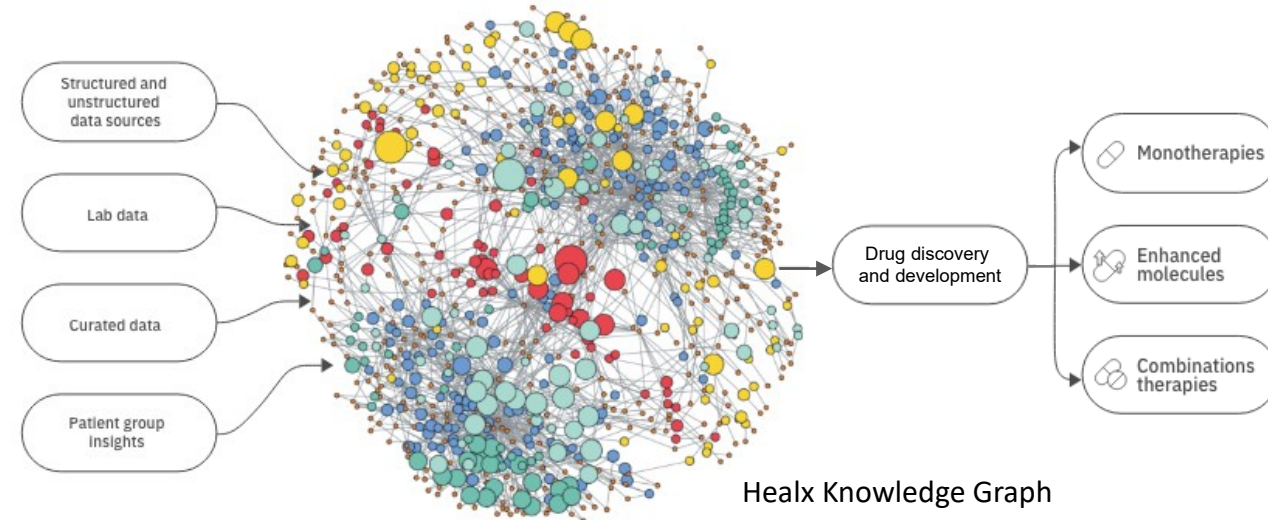 Structured and
unstructured
data sources
Lab data
Curated data
Patient group
insights
Drug discovery
and development
Monotherapies
Enhanced
molecules
Combinations
therapies
Healx Knowledge Graph